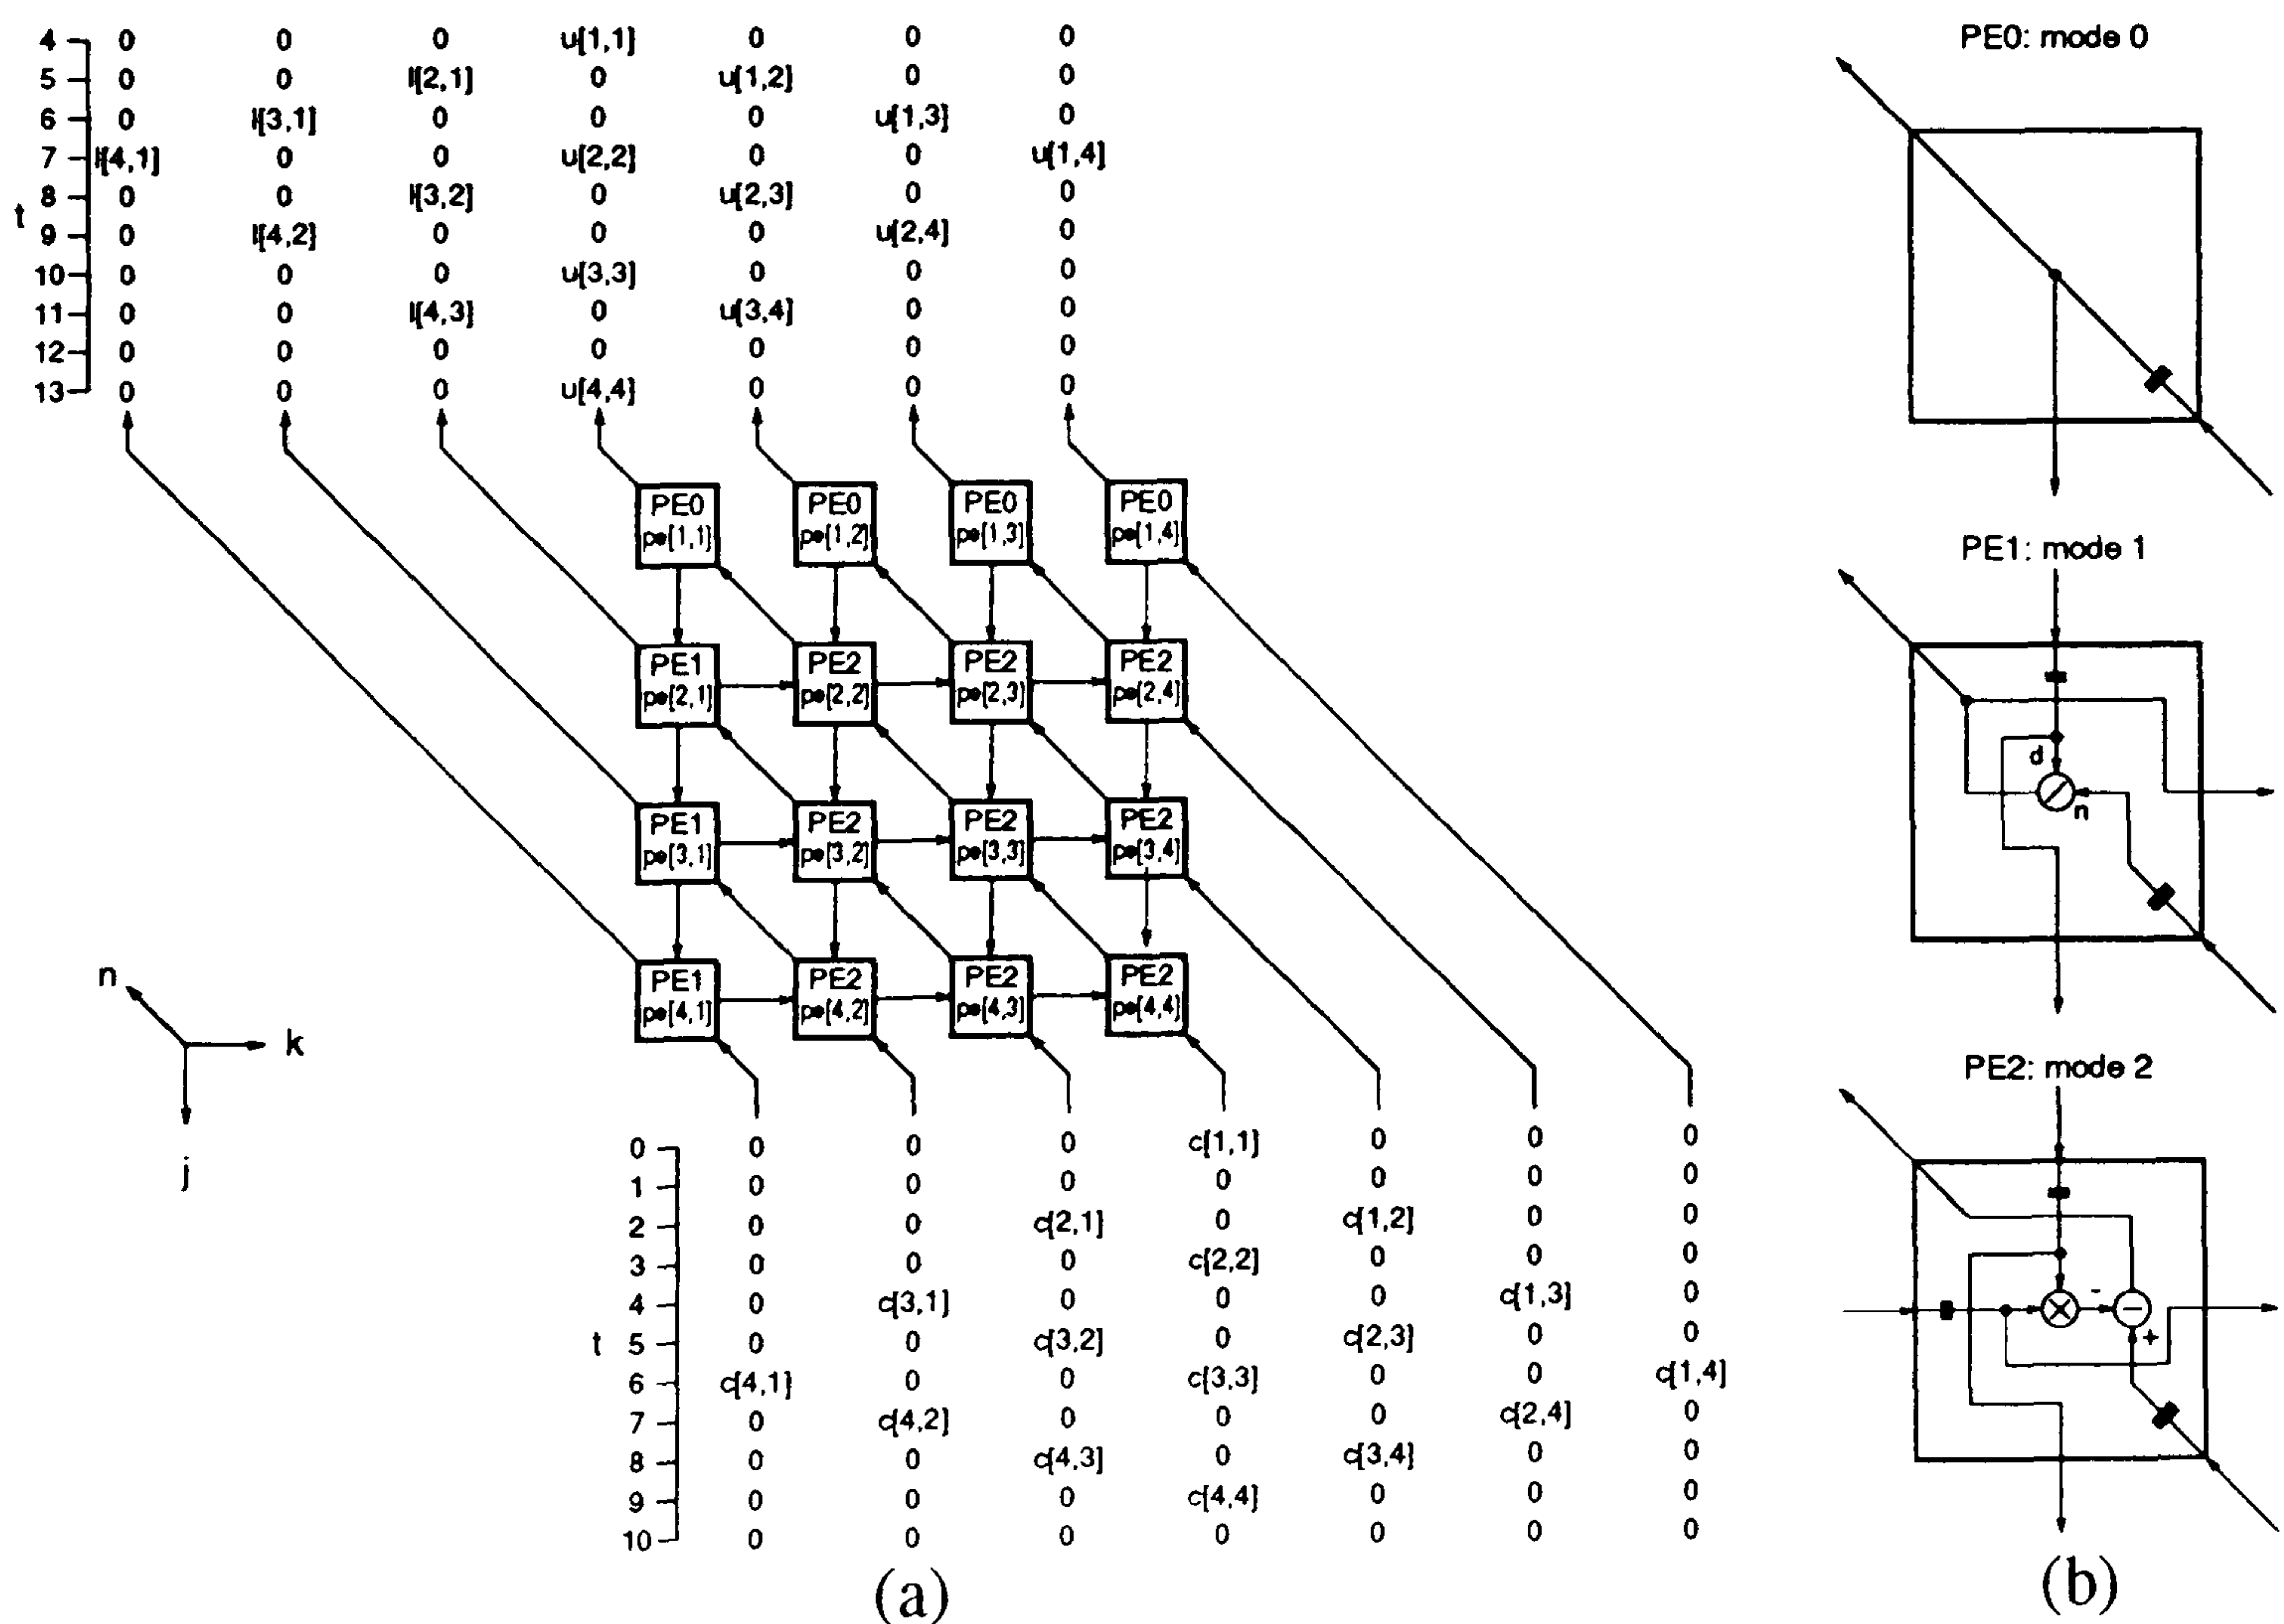 4 0 0 0 u[1,1] 0 0 0
5 0 0 l[2,1] 0 u[1,2] 0 0
6 0 l[3,1] 0 0 0 u[1,3] 0
7 l[4,1] 0 0 u[2,2] 0 0 u[1,4]
8 0 0 l[3,2] 0 u[2,3] 0 0
t
9 0 l[4,2] 0 0 0 u[2,4] 0
10 0 0 0 u[3,3] 0 0 0
11 0 0 l[4,3] 0 u[3,4] 0 0
12 0 0 0 0 0 0 0
13 0 0 0 u[4,4] 0 0 0
PE0 PE0 PE0 PE0
pe[1,1] pe[1,2] pe[1,3] pe[1,4]
PE1 PE2 PE2 PE2
pe[2,1] pe[2,2] pe[2,3] pe[2,4]
PE1 PE2 PE2 PE2
pe[3,1] pe[3,2] pe[3,3] pe[3,4]
PE1 PE2 PE2 PE2
pe[4,1] pe[4,2] pe[4,3] pe[4,4]
n
k
j
0 0 0 0 c[1,1] 0 0 0
1 0 0 0 0 0 0 0
2 0 0 c[2,1] 0 c[1,2] 0 0
3 0 0 0 c[2,2] 0 0 0
4 0 c[3,1] 0 0 0 c[1,3] 0
t 5 0 0 c[3,2] 0 c[2,3] 0 0
6 c[4,1] 0 0 c[3,3] 0 0 c[1,4]
7 0 c[4,2] 0 0 0 c[2,4] 0
8 0 0 c[4,3] 0 c[3,4] 0 0
9 0 0 0 c[4,4] 0 0 0
10 0 0 0 0 0 0 0
(a)
PE0: mode 0
PE1: mode 1
d
n
PE2: mode 2
-
+
(b)